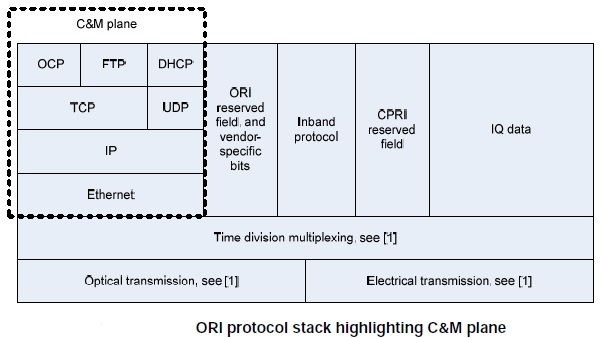 C&M plane
OCP
FTP
DHCP
TCP
UDP
IP
Ethernet
ORI
reserved
field, and
vendor-
specific
bits
Inband
protocol
CPRI
reserved
field
IQ data
Time division multiplexing, see [1]
Optical transmission, see [1]
Electrical transmission, see [1]
ORI protocol stack highlighting C&M plane